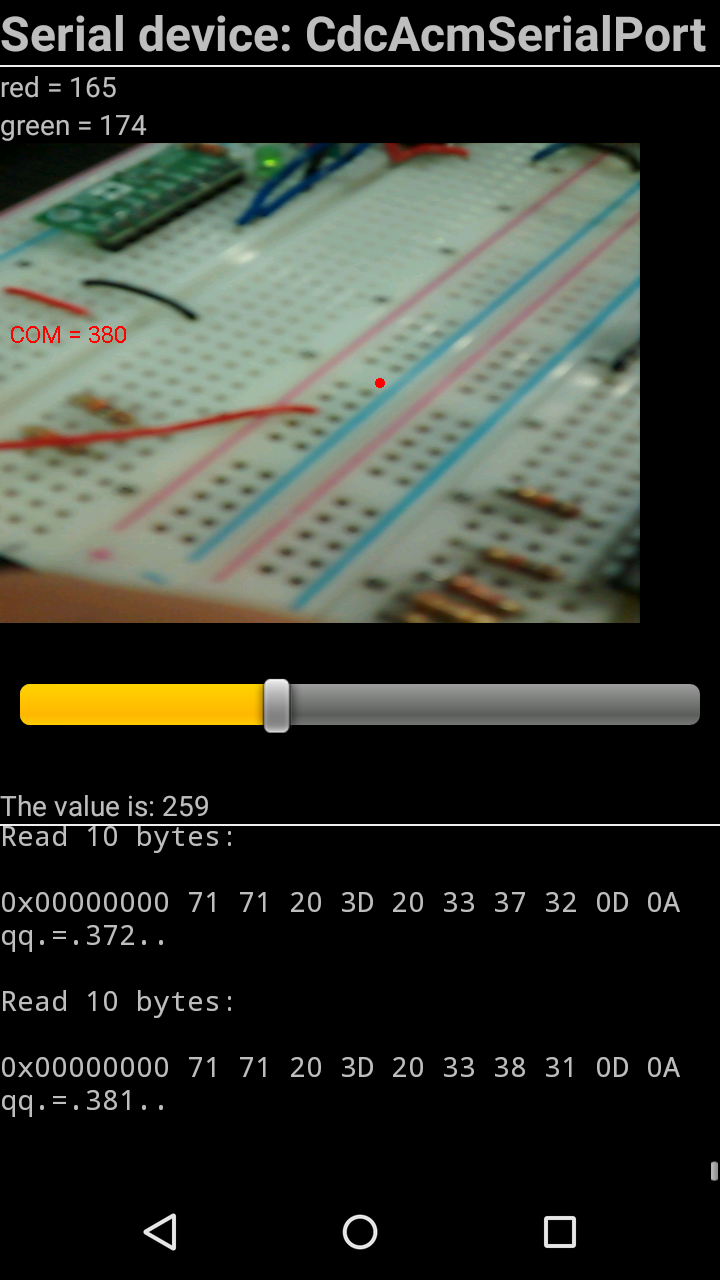 Serial device: CdcAcmSerialPort
red = 165
green = 174
COM = 380
The value is: 259
Read 10 bytes:
0x00000000 71 71 20 3D 20 33 37 32 0D 0A
qq.=.372..
Read 10 bytes:
0x00000000 71 71 20 3D 20 33 38 31 0D 0A
qq.=.381..